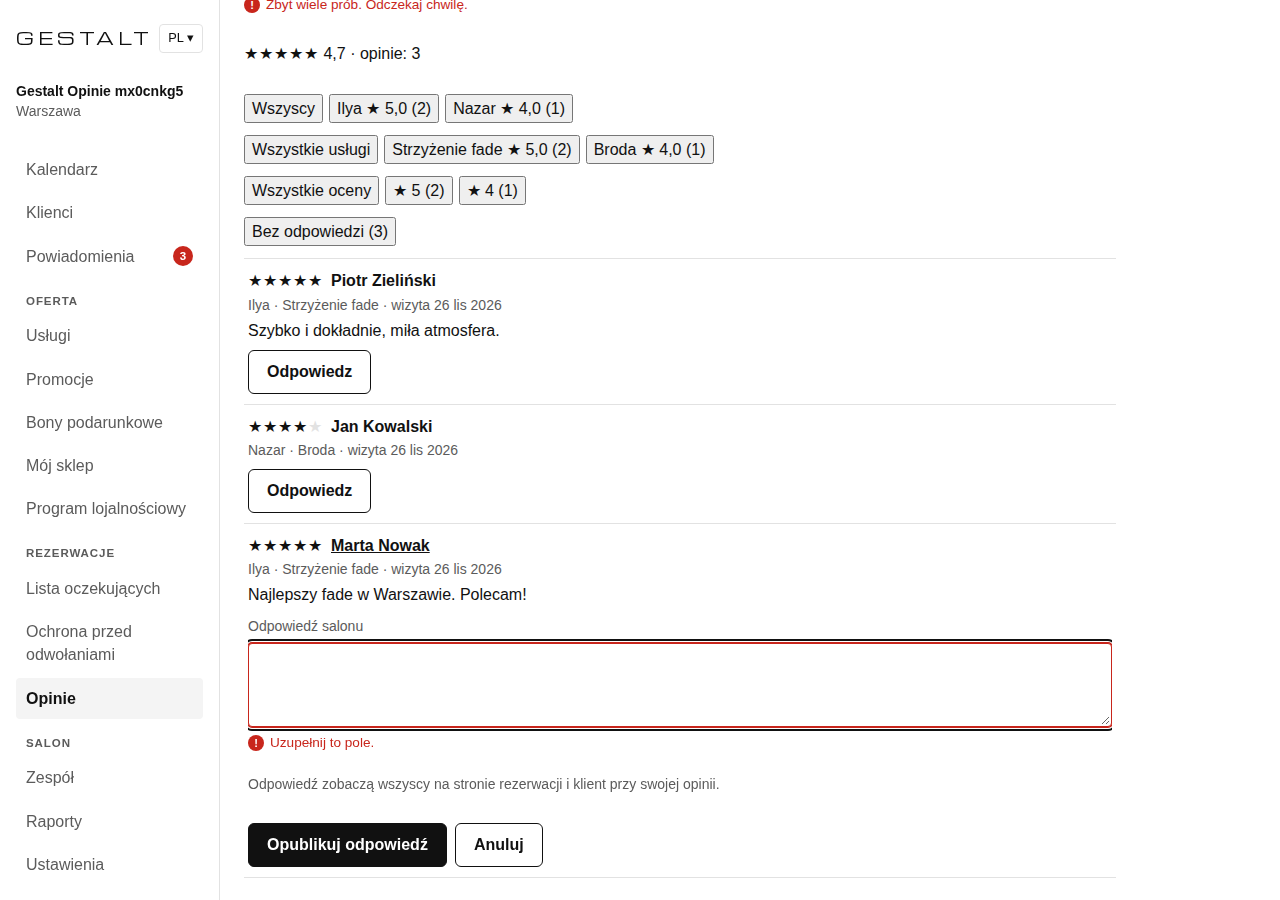 Zbyt wiele prób. Odczekaj chwilę.
GESTALT PL ▾
★★★★★ 4,7 · opinie: 3
Gestalt Opinie mx0cnkg5
Warszawa
Wszyscy Ilya ★ 5,0 (2) Nazar ★ 4,0 (1)
Wszystkie usługi Strzyżenie fade ★ 5,0 (2) Broda ★ 4,0 (1)
Wszystkie oceny ★ 5 (2) ★ 4 (1)
Bez odpowiedzi (3)
Kalendarz
Klienci
Powiadomienia 3
OFERTA
Usługi
Promocje
Bony podarunkowe
Mój sklep
Program lojalnościowy
REZERWACJE
Lista oczekujących
Ochrona przed
odwołaniami
Opinie
SALON
Zespół
Raporty
Ustawienia
★★★★★ Piotr Zieliński
Ilya · Strzyżenie fade · wizyta 26 lis 2026
Szybko i dokładnie, miła atmosfera.
Odpowiedz
★★★★★ Jan Kowalski
Nazar · Broda · wizyta 26 lis 2026
Odpowiedz
★★★★★ Marta Nowak
Ilya · Strzyżenie fade · wizyta 26 lis 2026
Najlepszy fade w Warszawie. Polecam!
Odpowiedź salonu
! Uzupełnij to pole.
Odpowiedź zobaczą wszyscy na stronie rezerwacji i klient przy swojej opinii.
Opublikuj odpowiedź Anuluj